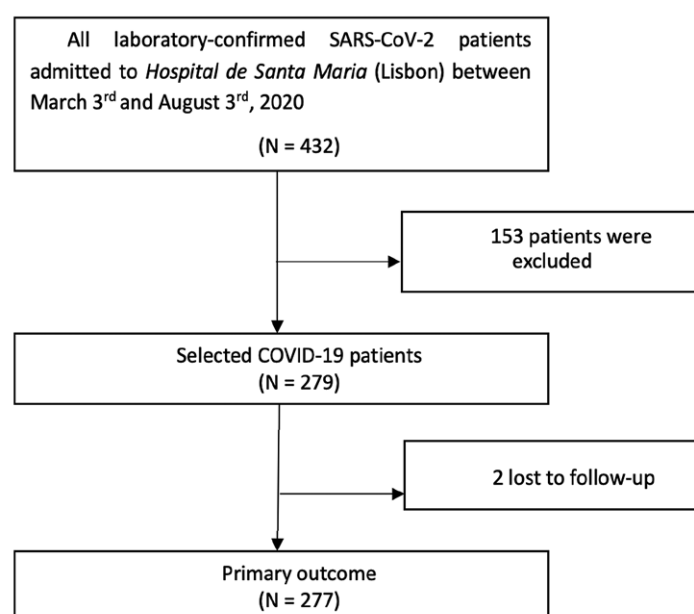 All laboratory-confirmed SARS-CoV-2 patients
admitted to Hospital de Santa Maria (Lisbon) between
March 3rd and August 3rd, 2020
(N = 432)
153 patients were
excluded
Selected COVID-19 patients
(N = 279)
2 lost to follow-up
Primary outcome
(N = 277)